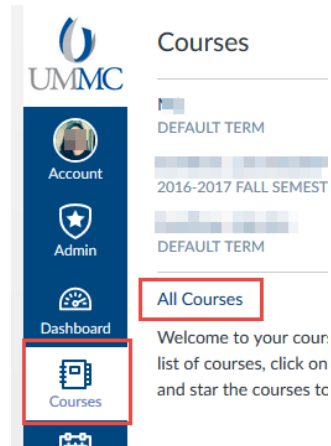 UMMC
Account
Admin
Dashboard
Courses
Courses
DEFAULT TERM
2016-2017 FALL SEMEST
DEFAULT TERM
All Courses
Welcome to your cours
list of courses, click on
and star the courses to